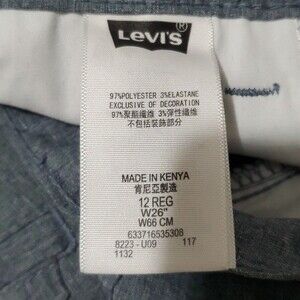 LEVI'S®
97%POLYESTER 3%ELASTANE
EXCLUSIVE OF DECORATION
97%聚酯纖維 3%彈性纖維
不包括裝飾部分
MADE IN KENYA
肯尼亞製造
12 REG
W26"
W66 CM
633716535308
8223 - U09 117
1132